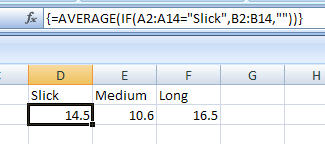 fx {=AVERAGE(IF(A2:A14="Slick",B2:B14,""))}
D E F G H
Slick Medium Long
14.5 10.6 16.5